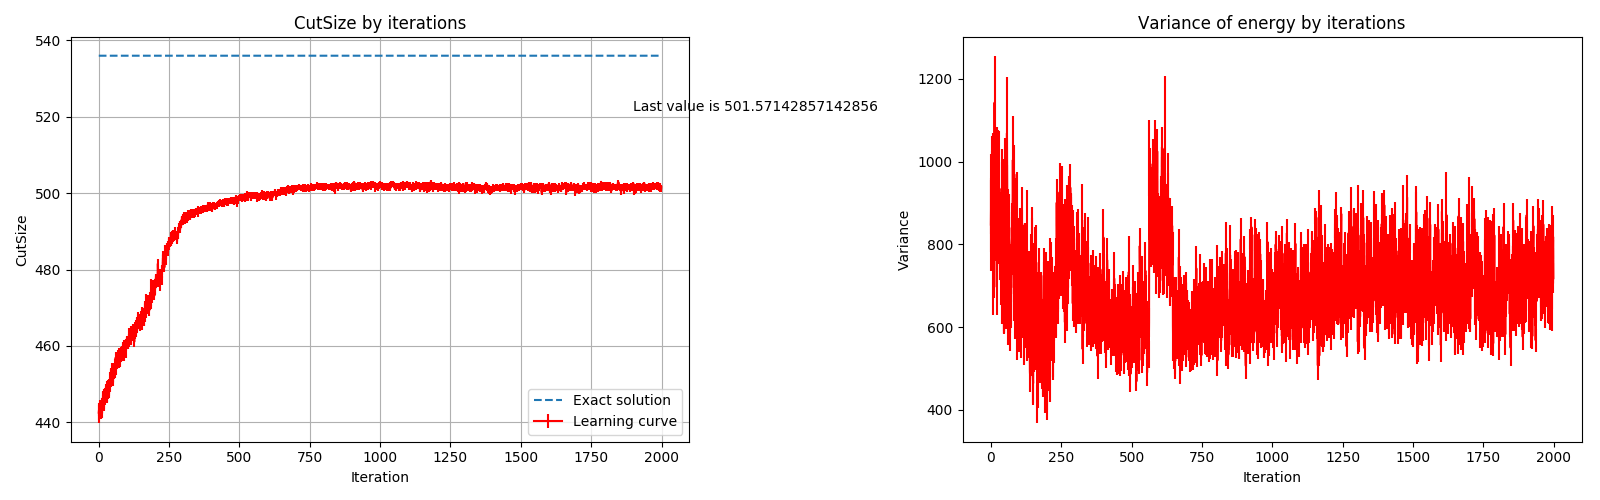 CutSize by iterations
540
520
500
480
460
440
CutSize
Last value is 501.57142857142856
Exact solution
Learning curve
0 250 500 750 1000 1250 1500 1750 2000
Iteration
Variance of energy by iterations
1200
1000
800
600
400
Variance
0 250 500 750 1000 1250 1500 1750 2000
Iteration